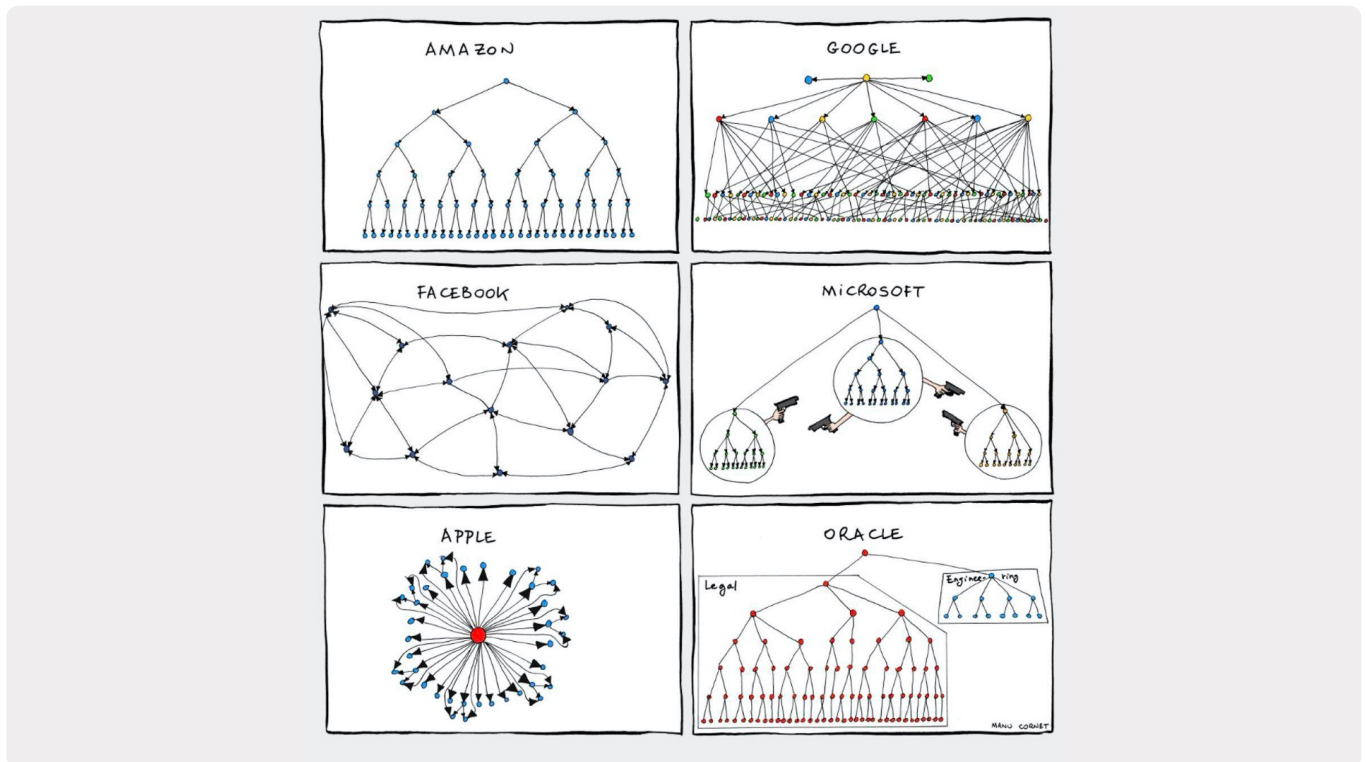 AMAZON
GOOGLE
FACEBOOK
MiCROSOFT
APPLE
ORACLE
Legal
Engineering
MANU CORNET